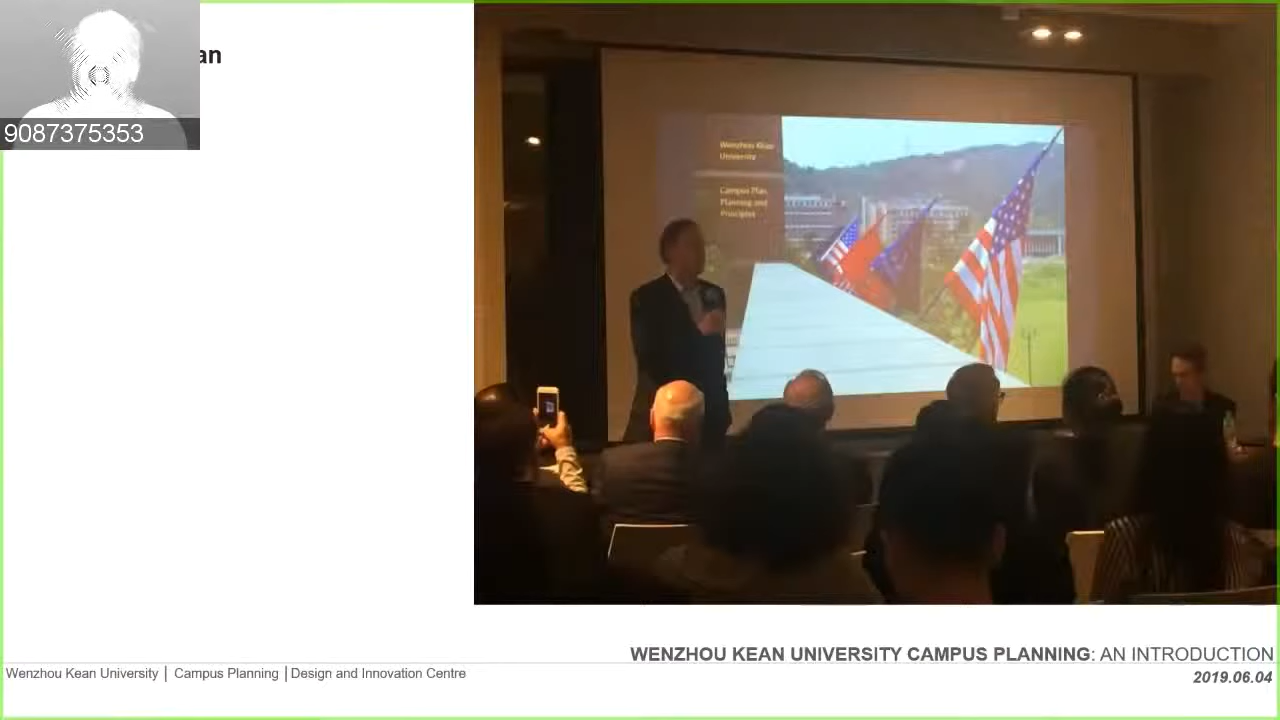 an
9087375353
Wenzhou Kean
University
Campus Plan,
Planning and
Principles
WENZHOU KEAN UNIVERSITY CAMPUS PLANNING: AN INTRODUCTION
Wenzhou Kean University | Campus Planning | Design and Innovation Centre
2019.06.04